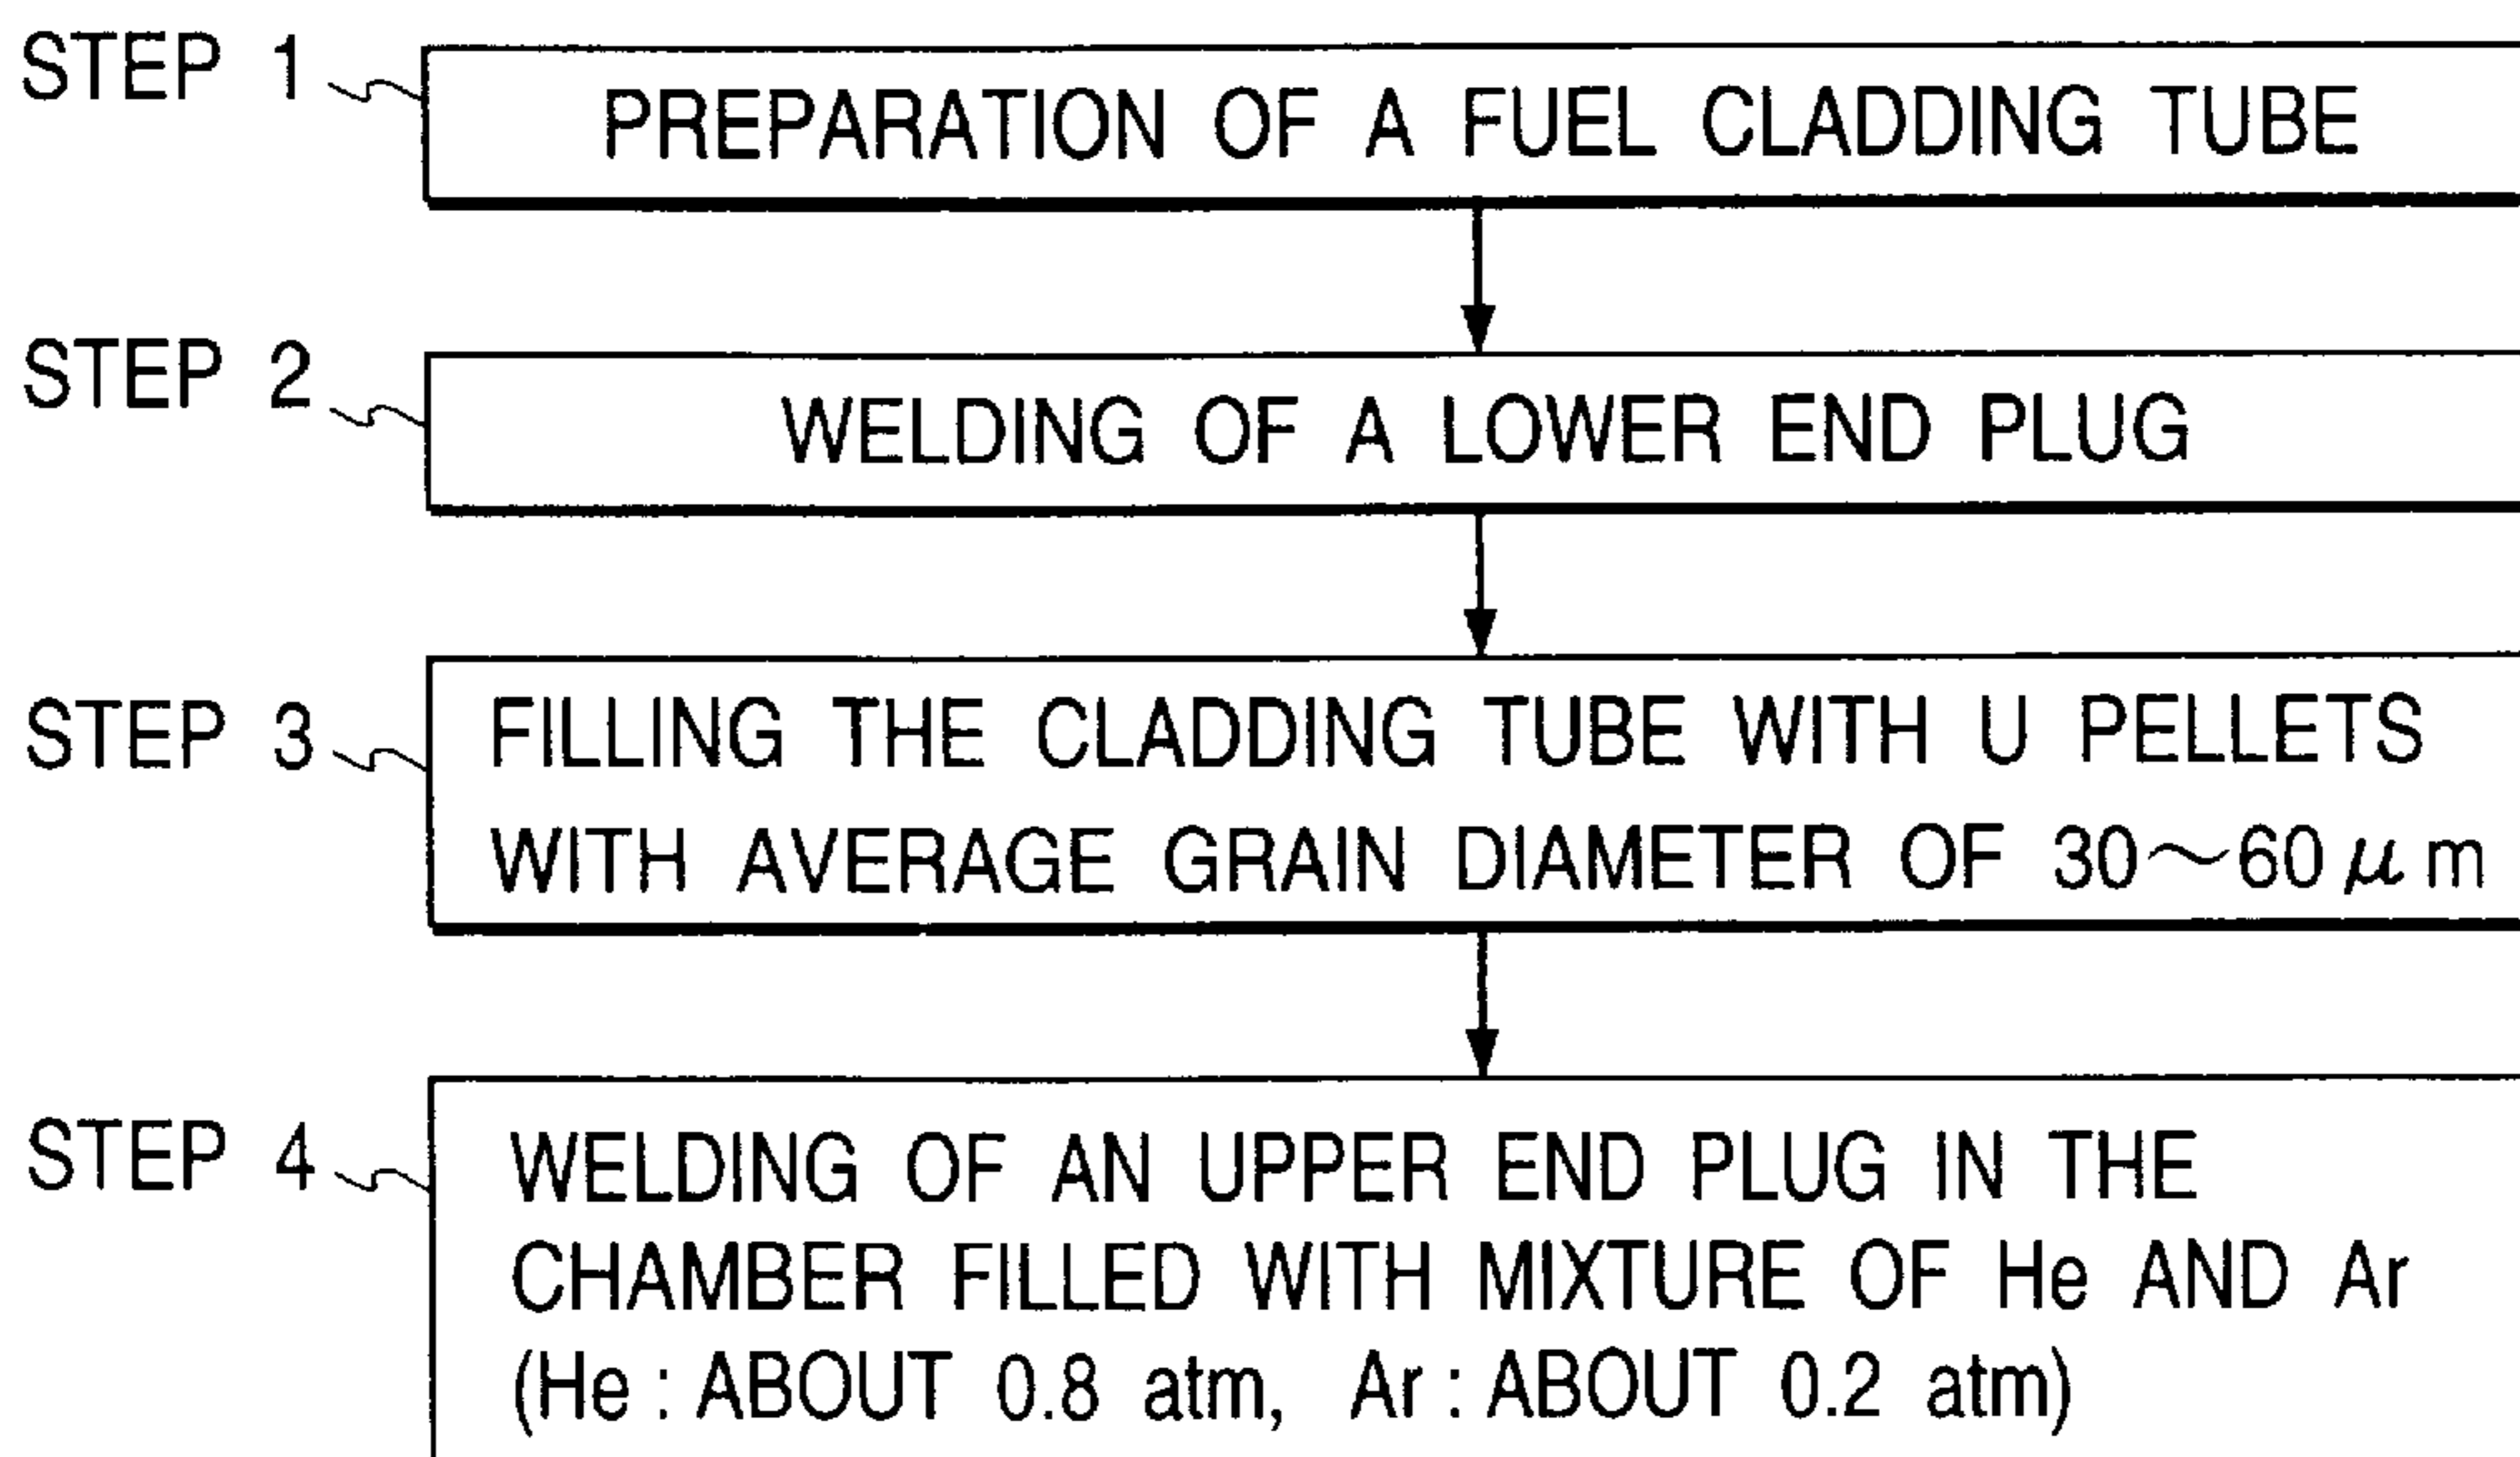 STEP 1
PREPARATION OF A FUEL CLADDING TUBE
STEP 2
WELDING OF A LOWER END PLUG
STEP 3
FILLING THE CLADDING TUBE WITH U PELLETS
WITH AVERAGE GRAIN DIAMETER OF 30～60 μm
STEP 4
WELDING OF AN UPPER END PLUG IN THE
CHAMBER FILLED WITH MIXTURE OF He AND Ar
(He : ABOUT 0.8 atm, Ar : ABOUT 0.2 atm)